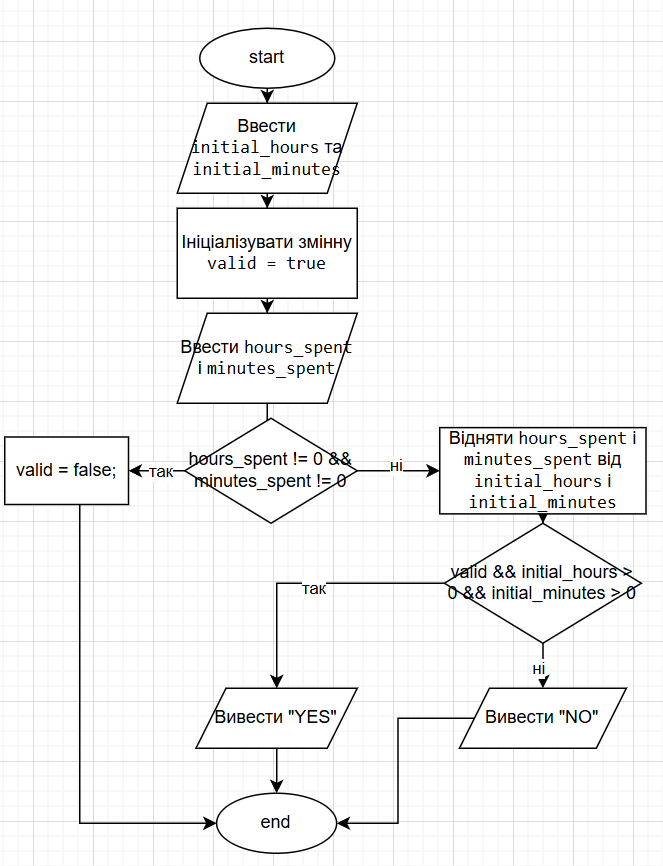 start
Ввести
initial_hours та
initial_minutes
Ініціалізувати змінну
valid = true
Ввести hours_spent
і minutes_spent
hours_spent != 0 &&
minutes_spent != 0
так
valid = false;
ні
Відняти hours_spent і
minutes_spent від
initial_hours і
initial_minutes
valid && initial_hours >
0 && initial_minutes > 0
так
ні
Вивести "YES"
Вивести "NO"
end